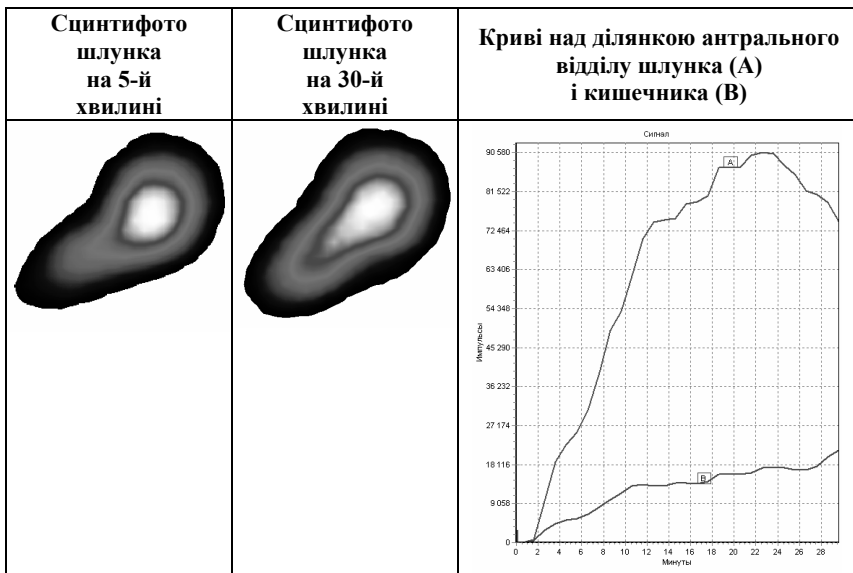 Сцинтифото
шлунка
на 5-й
хвилині
Сцинтифото
шлунка
на 30-й
хвилині
Криві над ділянкою антрального
відділу шлунка (А)
і кишечника (В)
Сигнал
90 580
81 522
72 464
63 406
54 348
45 290
36 232
27 174
18 116
9 058
0
Импульсы
A
B
0 2 4 6 8 10 12 14 16 18 20 22 24 26 28
Минуты